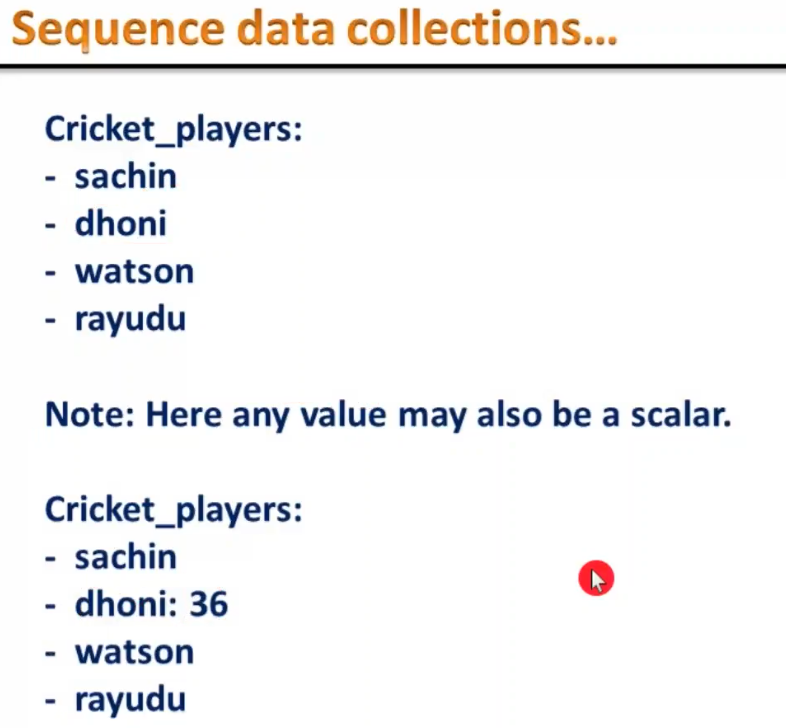 Sequence data collections...
Cricket_players:
- sachin
- dhoni
- watson
- rayudu
Note: Here any value may also be a scalar.
Cricket_players:
- sachin
- dhoni: 36
- watson
- rayudu